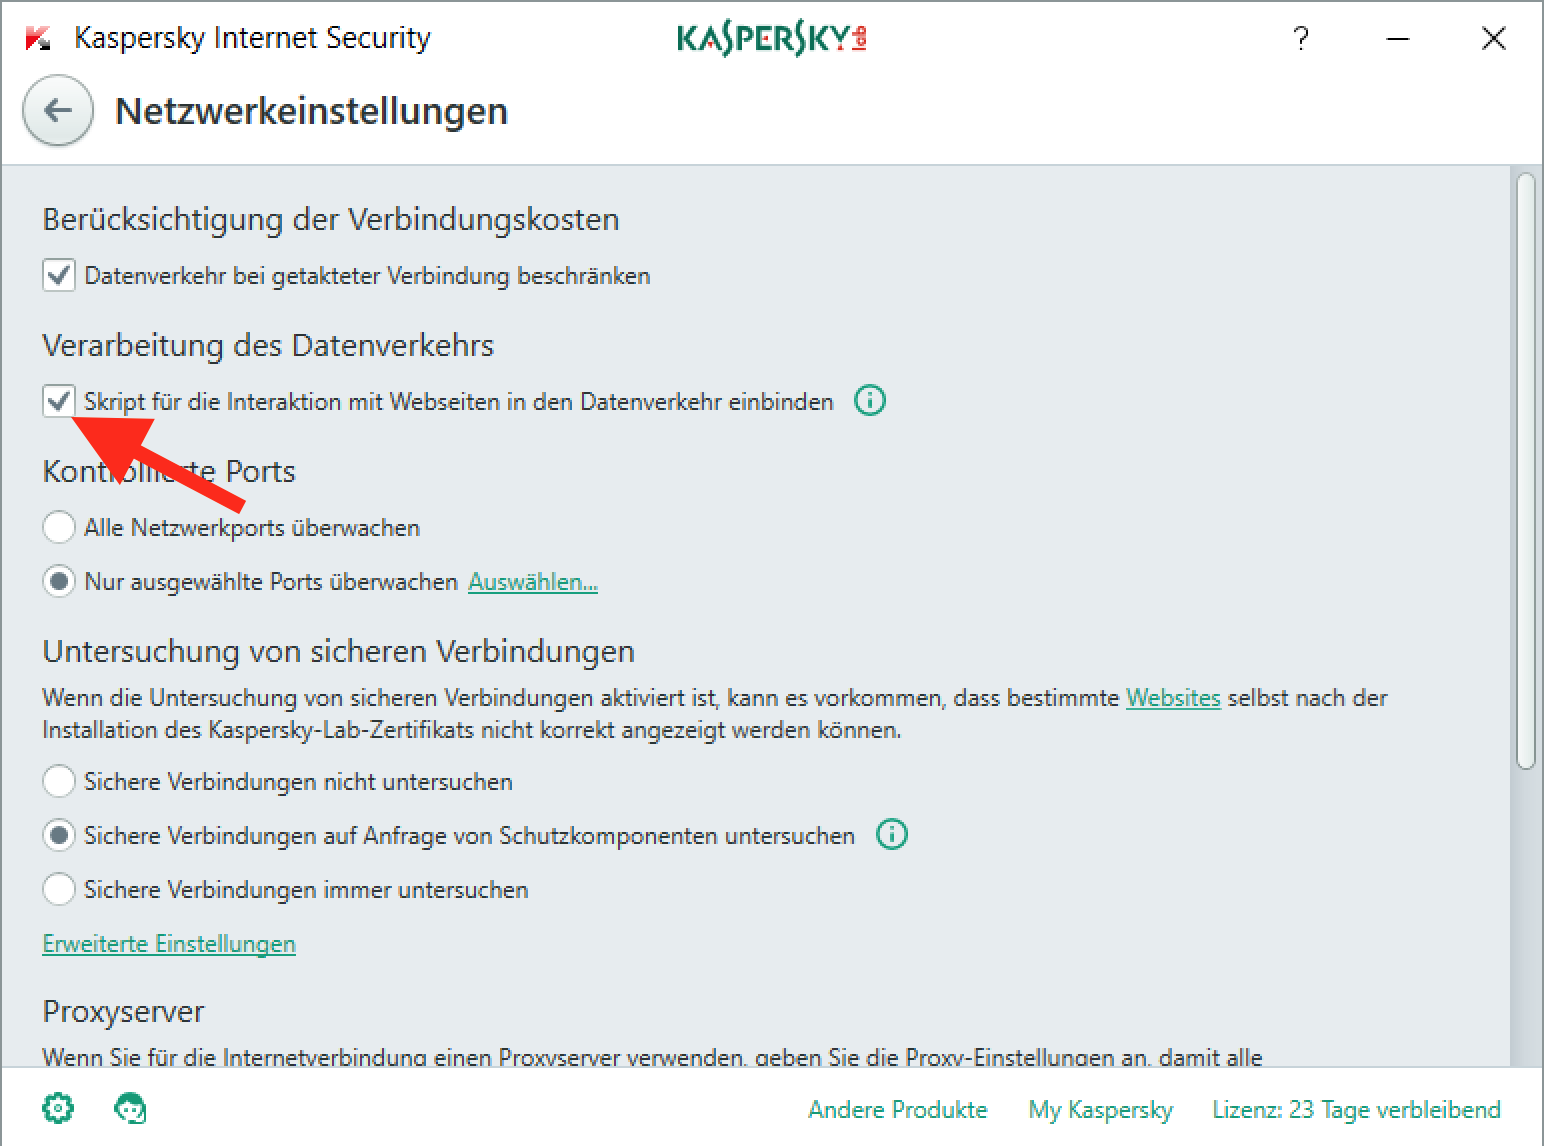 Kaspersky Internet Security
KASPERSKY lab
?
Netzwerkeinstellungen
Berücksichtigung der Verbindungskosten
Datenverkehr bei getakteter Verbindung beschränken
Verarbeitung des Datenverkehrs
Skript für die Interaktion mit Webseiten in den Datenverkehr einbinden
Kontrollierte Ports
Alle Netzwerkports überwachen
Nur ausgewählte Ports überwachen Auswählen...
Untersuchung von sicheren Verbindungen
Wenn die Untersuchung von sicheren Verbindungen aktiviert ist, kann es vorkommen, dass bestimmte Websites selbst nach der
Installation des Kaspersky-Lab-Zertifikats nicht korrekt angezeigt werden können.
Sichere Verbindungen nicht untersuchen
Sichere Verbindungen auf Anfrage von Schutzkomponenten untersuchen
Sichere Verbindungen immer untersuchen
Erweiterte Einstellungen
Proxyserver
Wenn Sie für die Internetverbindung einen Proxyserver verwenden, geben Sie die Proxy-Einstellungen an, damit alle
Andere Produkte My Kaspersky Lizenz: 23 Tage verbleibend